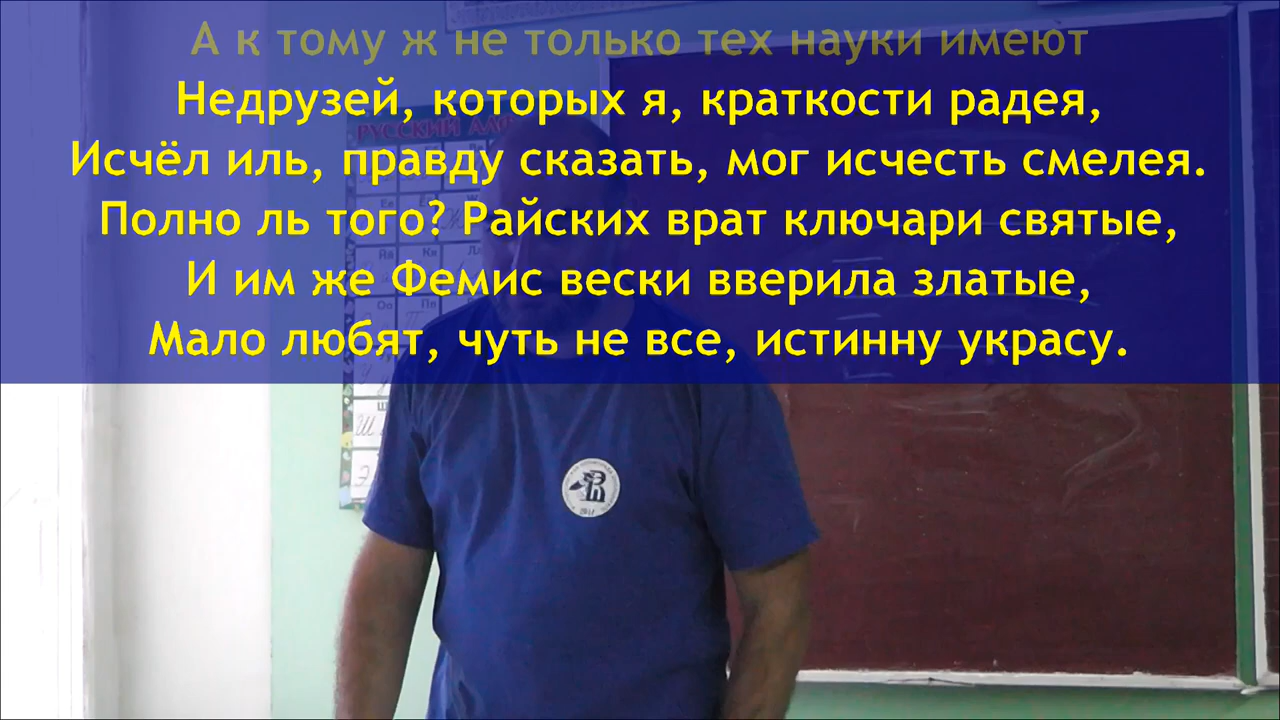 А к тому ж не только тех науки имеют
Недрузей, которых я, краткости радея,
Исчёл иль, правду сказать, мог исчесть смелея.
Полно ль того? Райских врат ключари святые,
И им же Фемис вески вверила златые,
Мало любят, чуть не все, истинну украсу.
РУССКИЙ